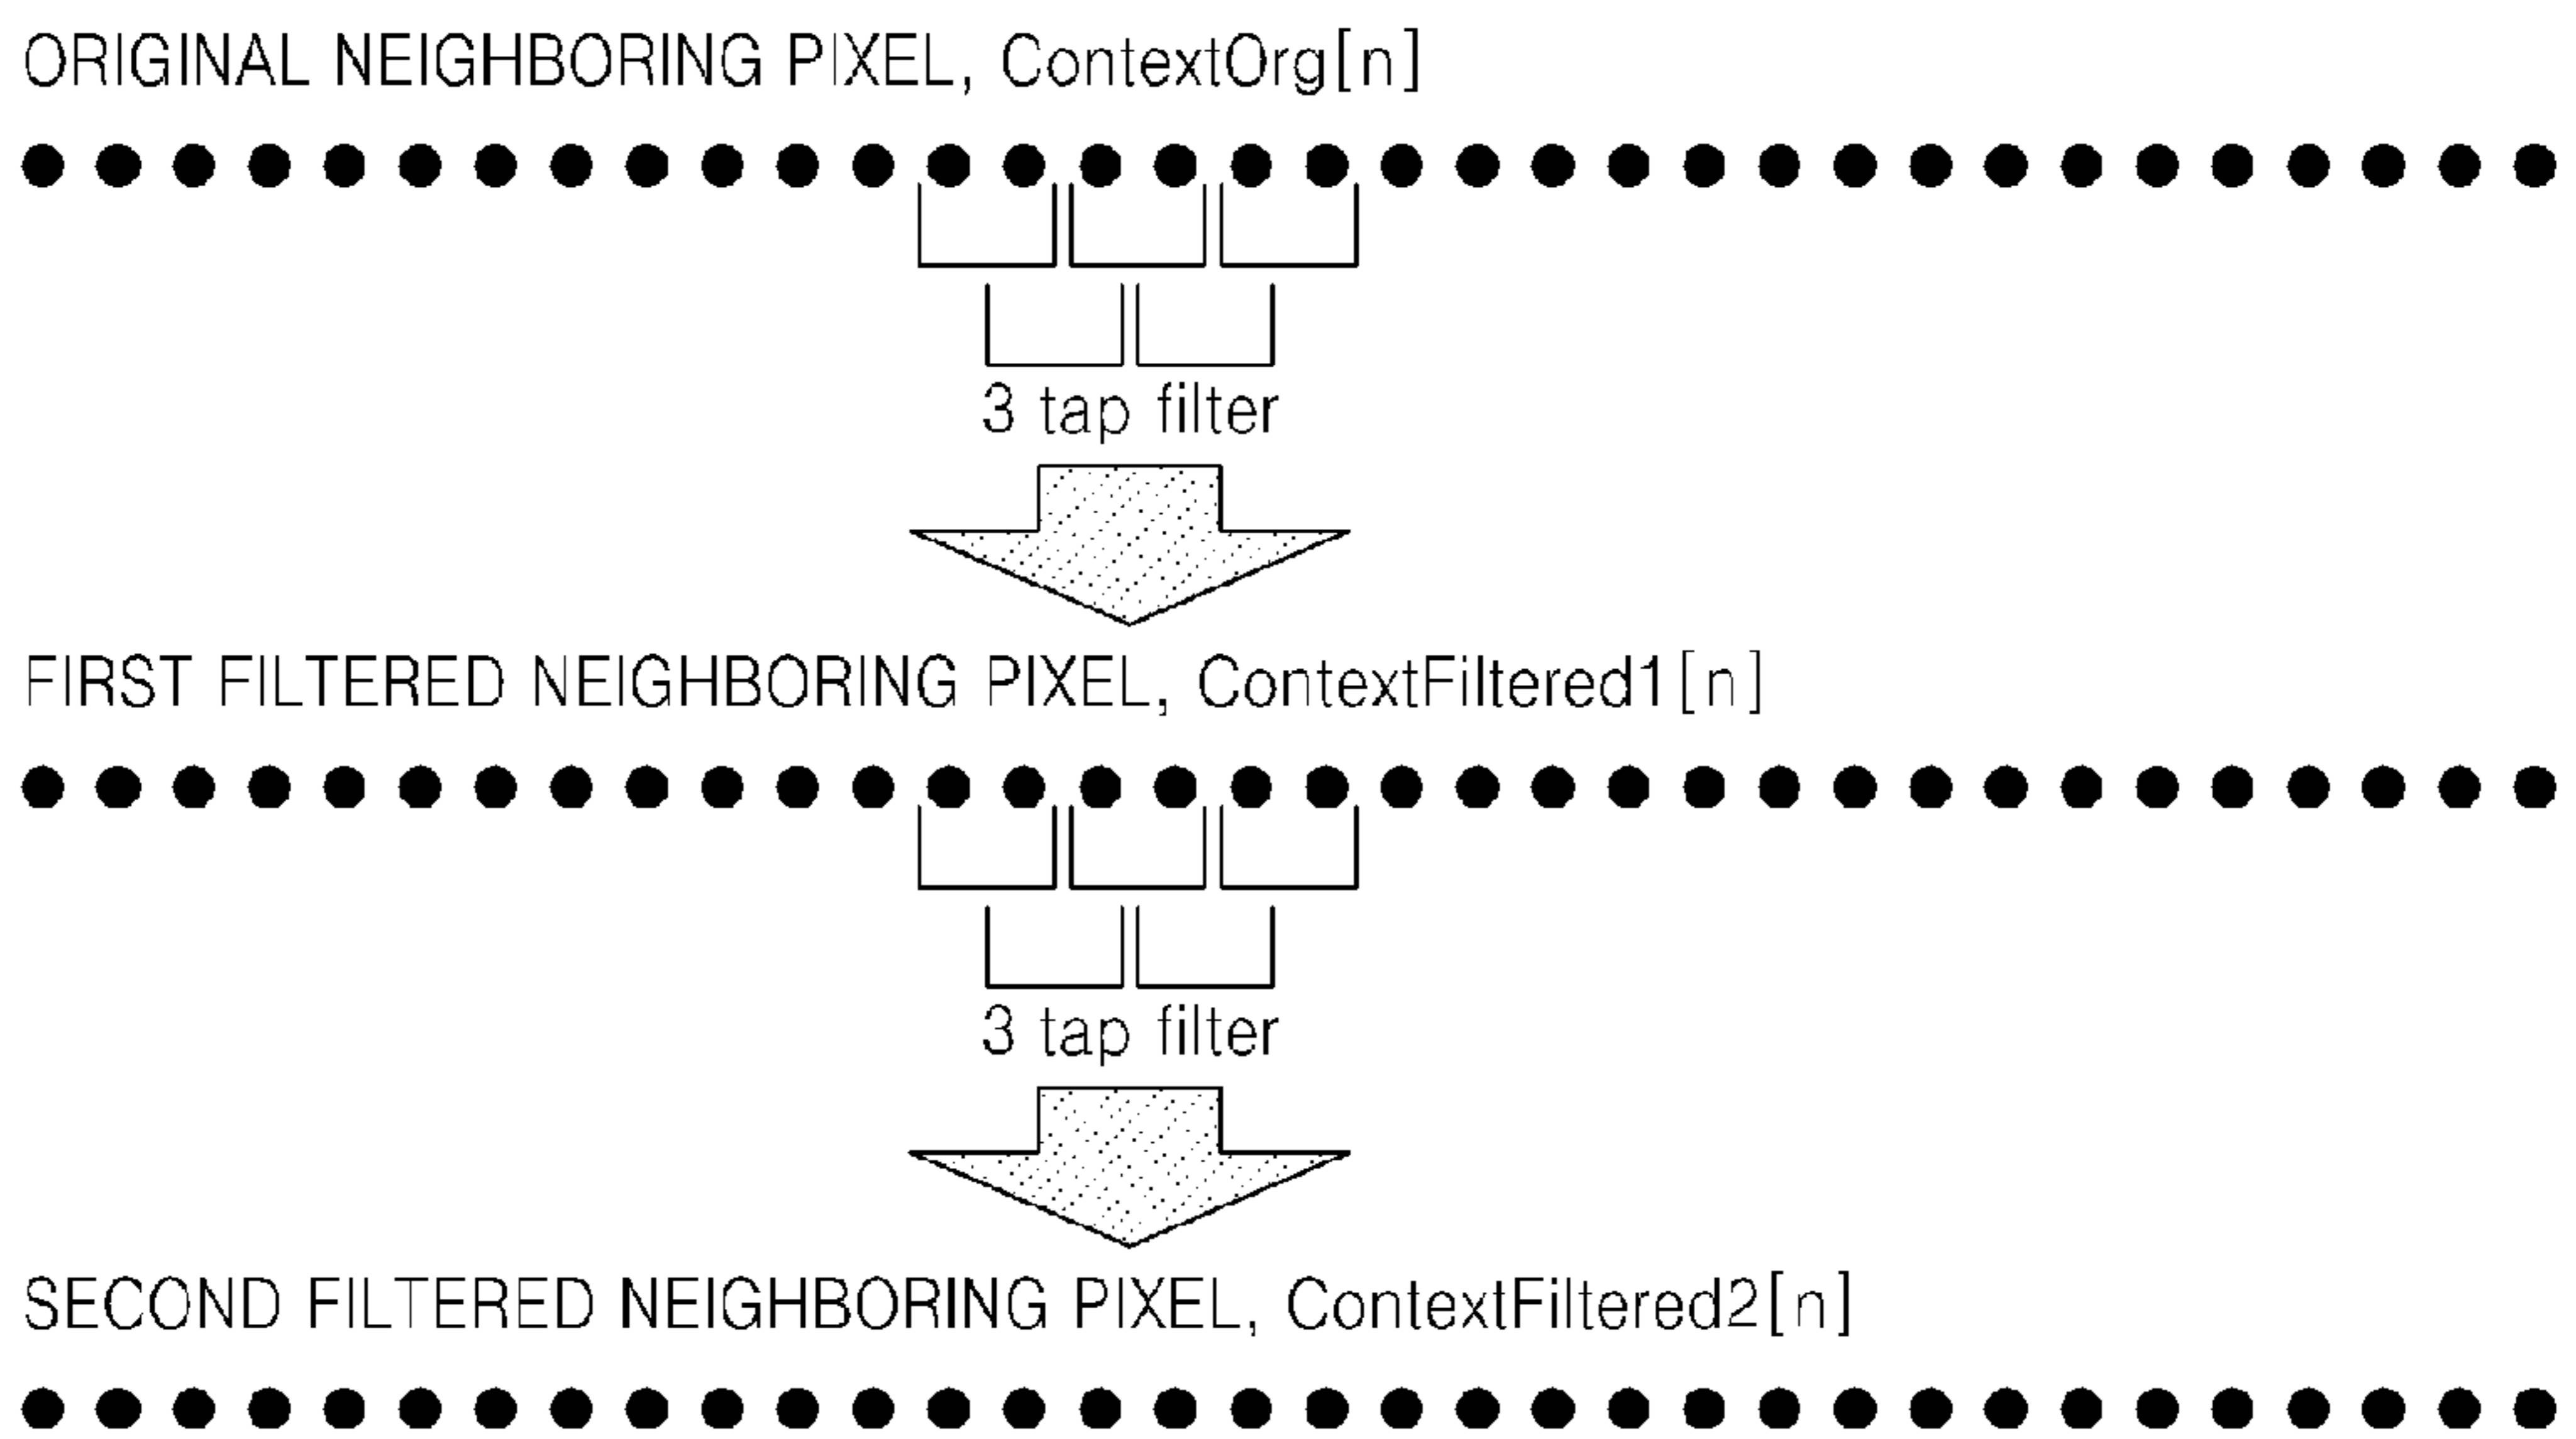 ORIGINAL NEIGHBORING PIXEL, ContextOrg[n]
3 tap filter
FIRST FILTERED NEIGHBORING PIXEL, ContextFiltered1[n]
3 tap filter
SECOND FILTERED NEIGHBORING PIXEL, ContextFiltered2[n]